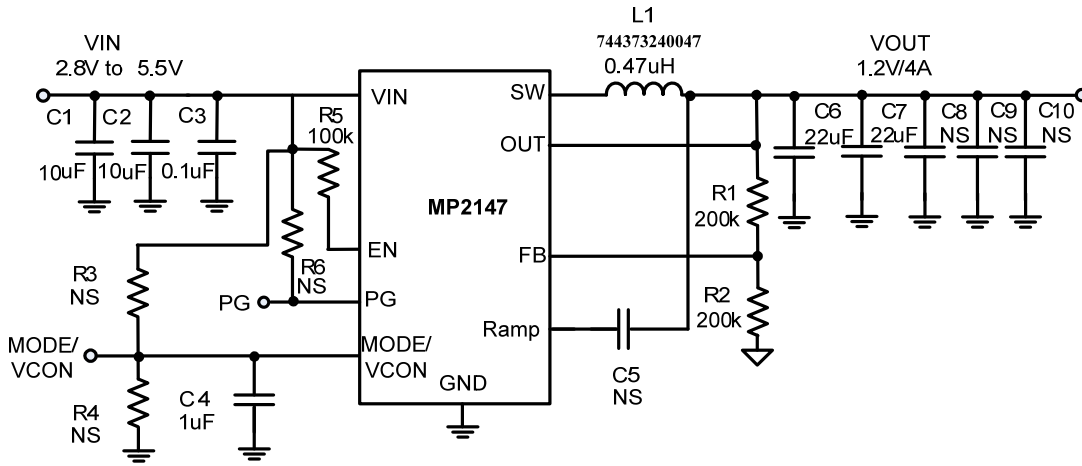 L1
744373240047
0.47uH
VIN
2.8V to 5.5V
VOUT
1.2V/4A
C1
C2
C3
10uF
10uF
0.1uF
R5
100k
VIN
SW
OUT
MP2147
EN
FB
PG
Ramp
MODE/
VCON
GND
C6
22uF
C7
22uF
C8
NS
C9
NS
C10
NS
R1
200k
R2
200k
R3
NS
R6
NS
PG
MODE/
VCON
R4
NS
C4
1uF
C5
NS